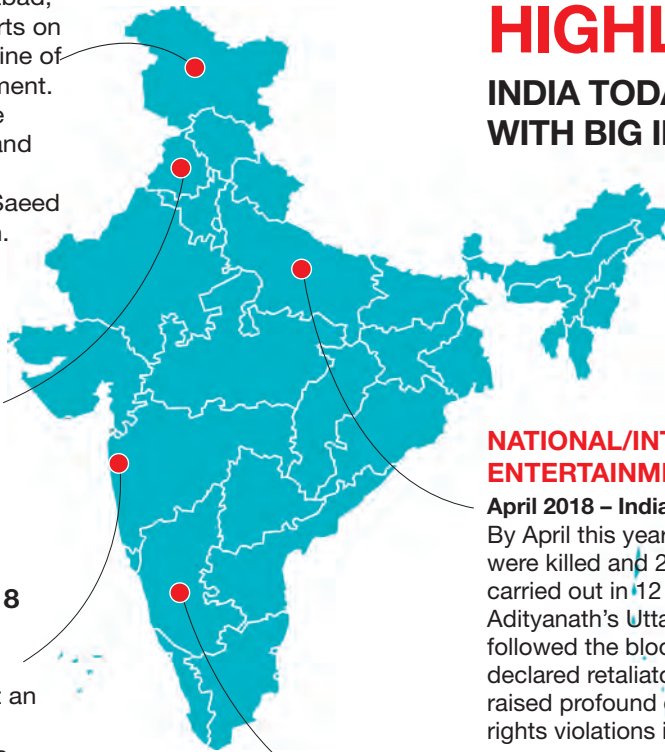 bad,
rts on
ine of
ment.
e
and
Saeed
HIGHL
INDIA TODA
WITH BIG I
8
an
NATIONAL/INT
ENTERTAINM
April 2018 – India
By April this year
were killed and 2
carried out in 12
Adityanath's Utta
followed the bloo
declared retaliato
raised profound
rights violations i